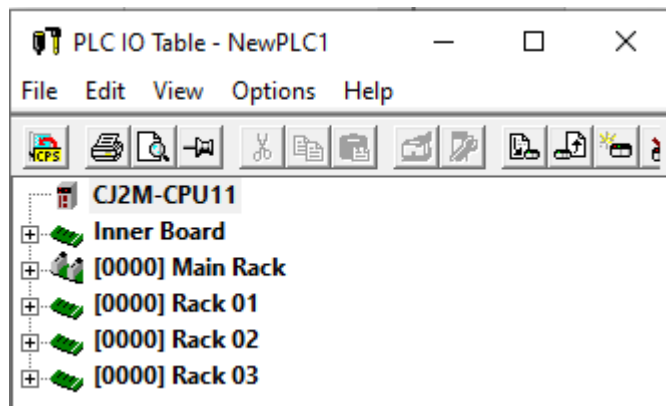 PLC IO Table - NewPLC1
File Edit View Options Help
CPS
CJ2M-CPU11
Inner Board
[0000] Main Rack
[0000] Rack 01
[0000] Rack 02
[0000] Rack 03